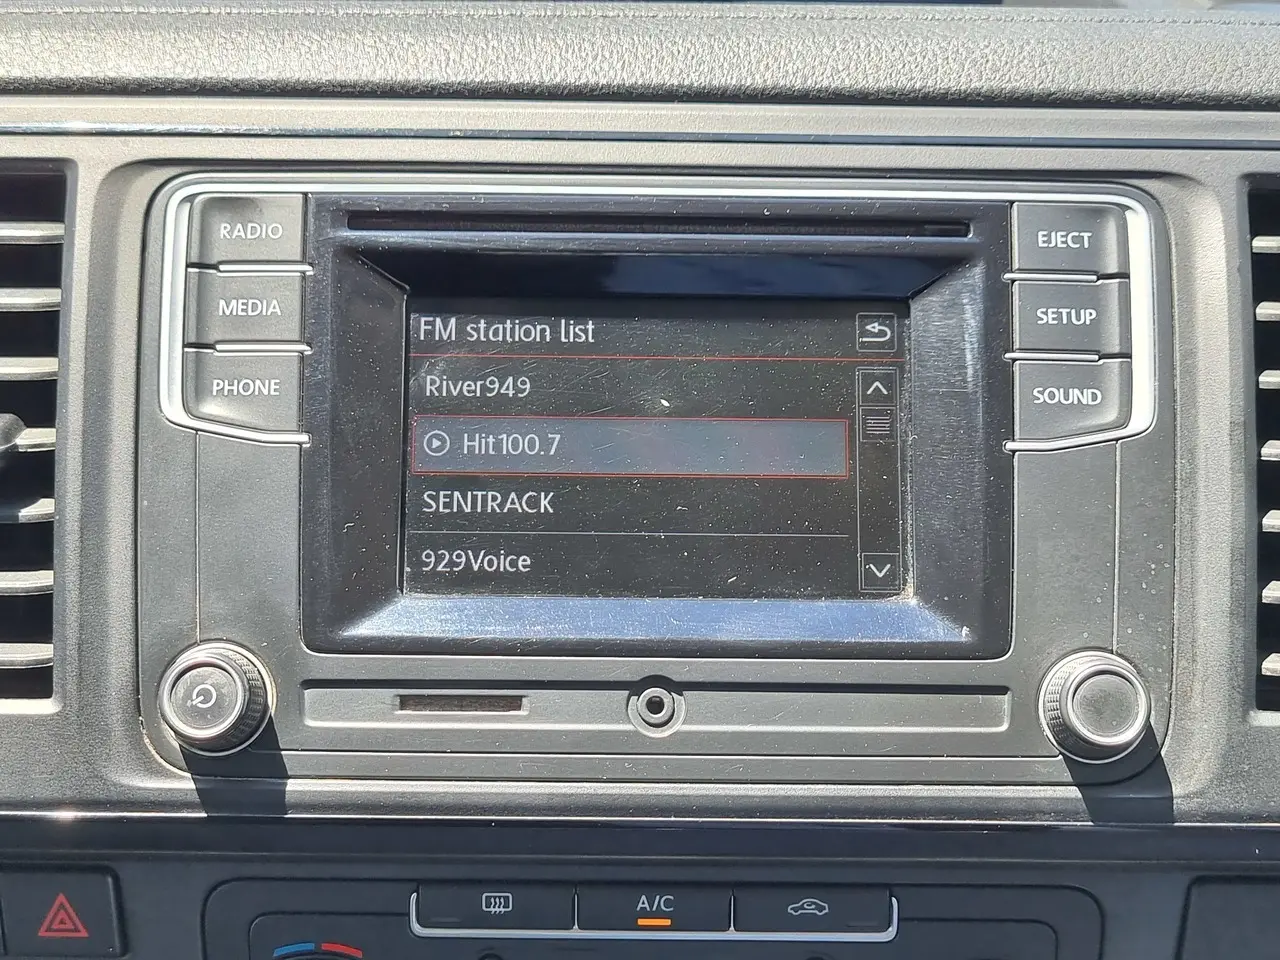 RADIO
MEDIA
PHONE
EJECT
SETUP
SOUND
FM station list
River949
Hit100.7
SENTRACK
929Voice
A/C